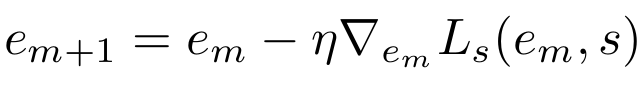 $e_{m+1} = e_m - \eta \nabla_{e_m} L_s(e_m, s)$